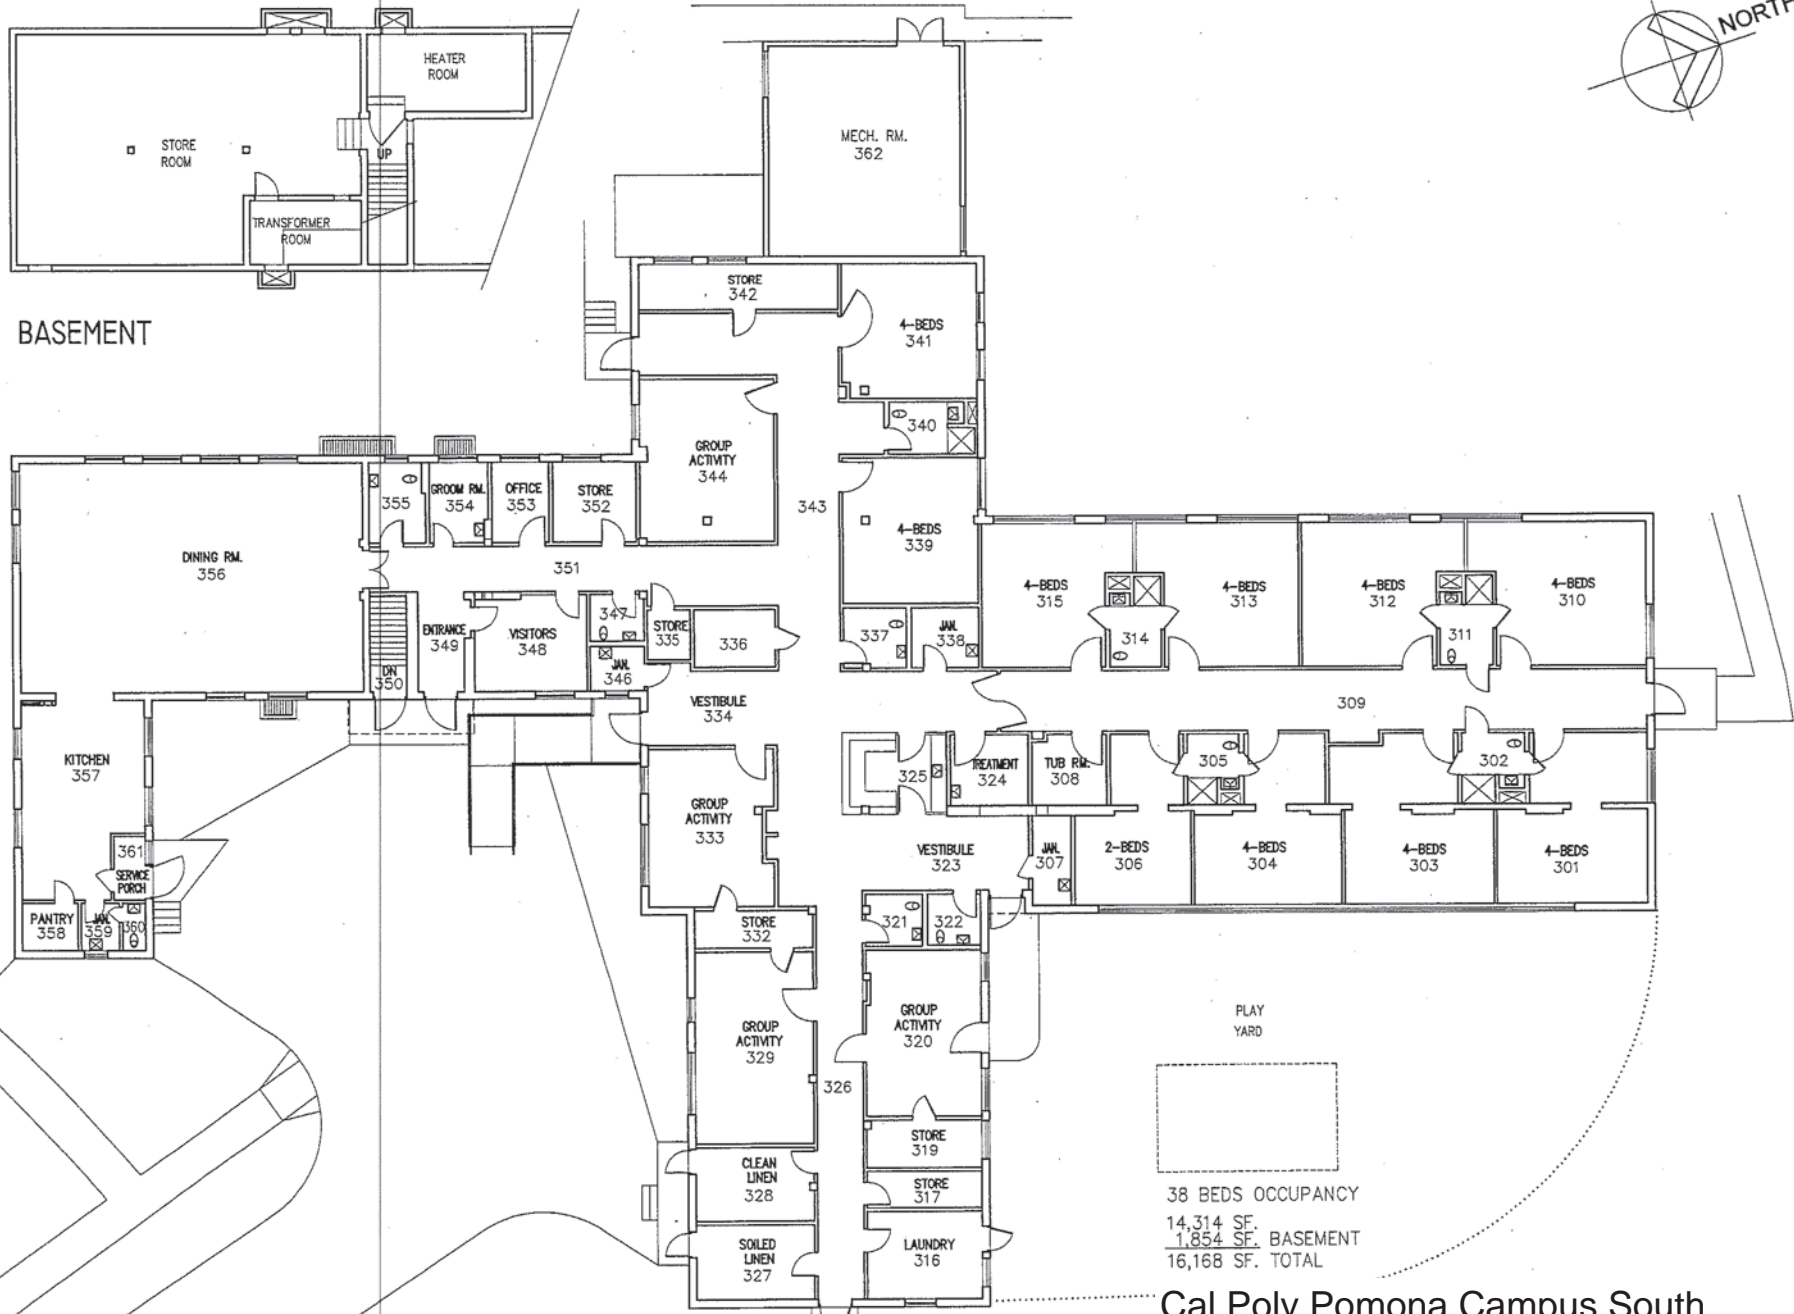 NORTH
HEATER
ROOM
STORE
ROOM
UP
TRANSFORMER
ROOM
BASEMENT
MECH. RM.
362
STORE
342
4-BEDS
341
340
GROUP
ACTIVITY
344
343
4-BEDS
339
355
GROOM RM.
354
OFFICE
353
STORE
352
DINING RM.
356
351
ENTRANCE
349
VISITORS
348
347
STORE
335
336
JAN.
346
DN
350
337
JAN.
338
4-BEDS
315
314
4-BEDS
313
4-BEDS
312
311
4-BEDS
310
VESTIBULE
334
309
KITCHEN
357
GROUP
ACTIVITY
333
325
TREATMENT
324
TUB RM.
308
305
302
361
SERVICE
PORCH
PANTRY
358
JAN.
359
360
VESTIBULE
323
JAN.
307
2-BEDS
306
4-BEDS
304
4-BEDS
303
4-BEDS
301
STORE
332
321
322
GROUP
ACTIVITY
329
GROUP
ACTIVITY
320
326
PLAY
YARD
STORE
319
CLEAN
LINEN
328
STORE
317
SOILED
LINEN
327
LAUNDRY
316
38 BEDS OCCUPANCY
14,314 SF.
1,854 SF. BASEMENT
16,168 SF. TOTAL
Cal Poly Pomona Campus South